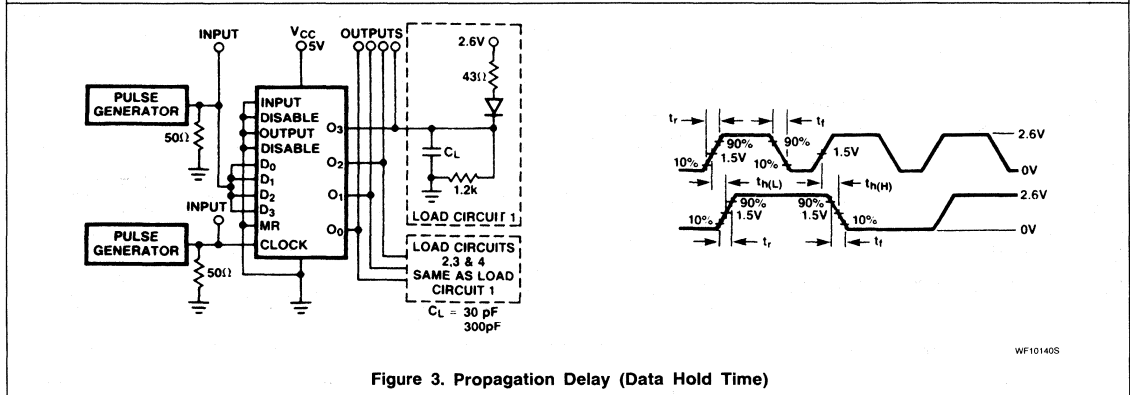 INPUT
VCC
5V
OUTPUTS
2.6V
43Ω
PULSE
GENERATOR
50Ω
INPUT
DISABLE
OUTPUT
DISABLE
D0
D1
D2
D3
MR
CLOCK
O3
O2
O1
O0
CL
1.2k
LOAD CIRCUIT 1
INPUT
PULSE
GENERATOR
50Ω
LOAD CIRCUITS
2,3 & 4
SAME AS LOAD
CIRCUIT 1
CL = 30 pF
300pF
tr
tf
90%
90%
2.6V
10%
1.5V
10%
1.5V
0V
th(L)
th(H)
2.6V
90%
90%
10%
1.5V
1.5V
10%
0V
tr
tf
WF10140S
Figure 3. Propagation Delay (Data Hold Time)